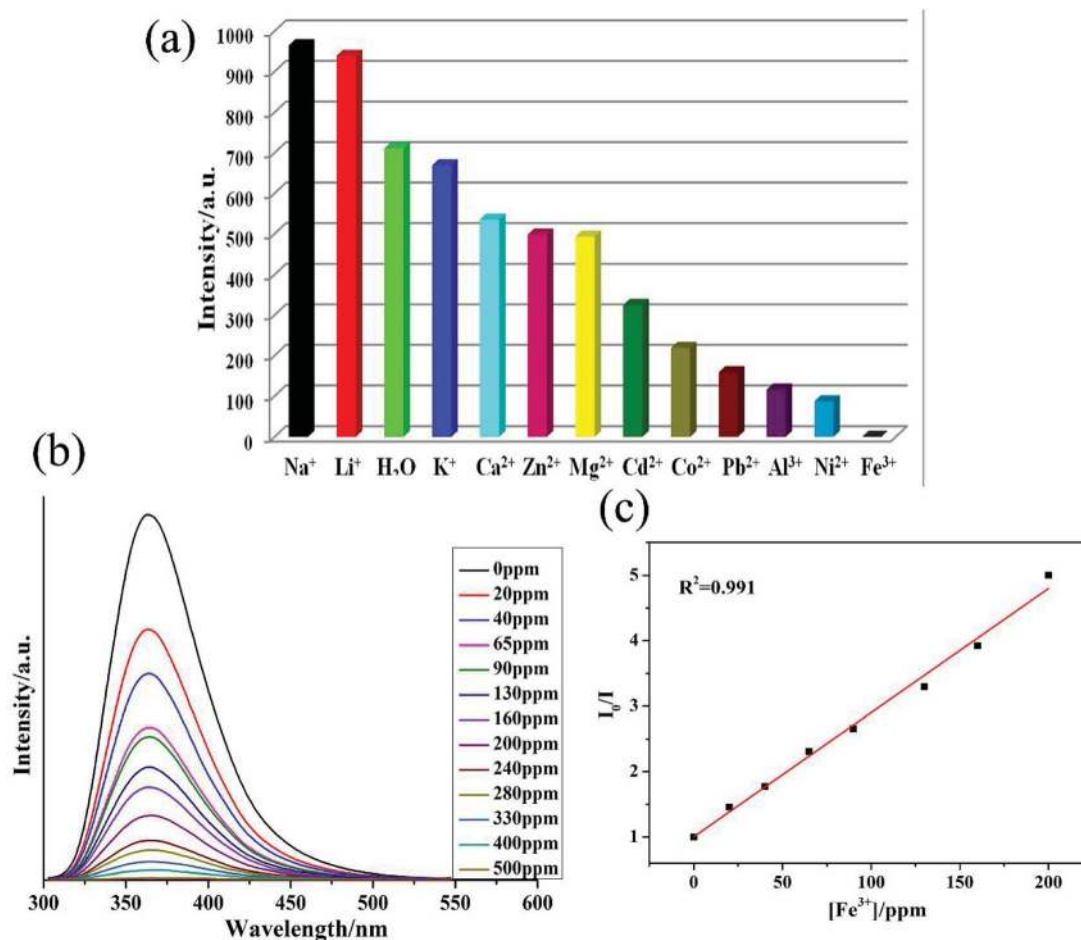 (a)
1000
900
800
700
600
500
400
300
200
100
0
Intensity/a.u.
Na⁺ Li⁺ H₂O K⁺ Ca²⁺ Zn²⁺ Mg²⁺ Cd²⁺ Co²⁺ Pb²⁺ Al³⁺ Ni²⁺ Fe³⁺
(b)
Intensity/a.u.
0ppm
20ppm
40ppm
65ppm
90ppm
130ppm
160ppm
200ppm
240ppm
280ppm
330ppm
400ppm
500ppm
300 350 400 450 500 550 600
Wavelength/nm
(c)
R²=0.991
5
4
3
2
1
I₀/I
0 50 100 150 200
[Fe³⁺]/ppm